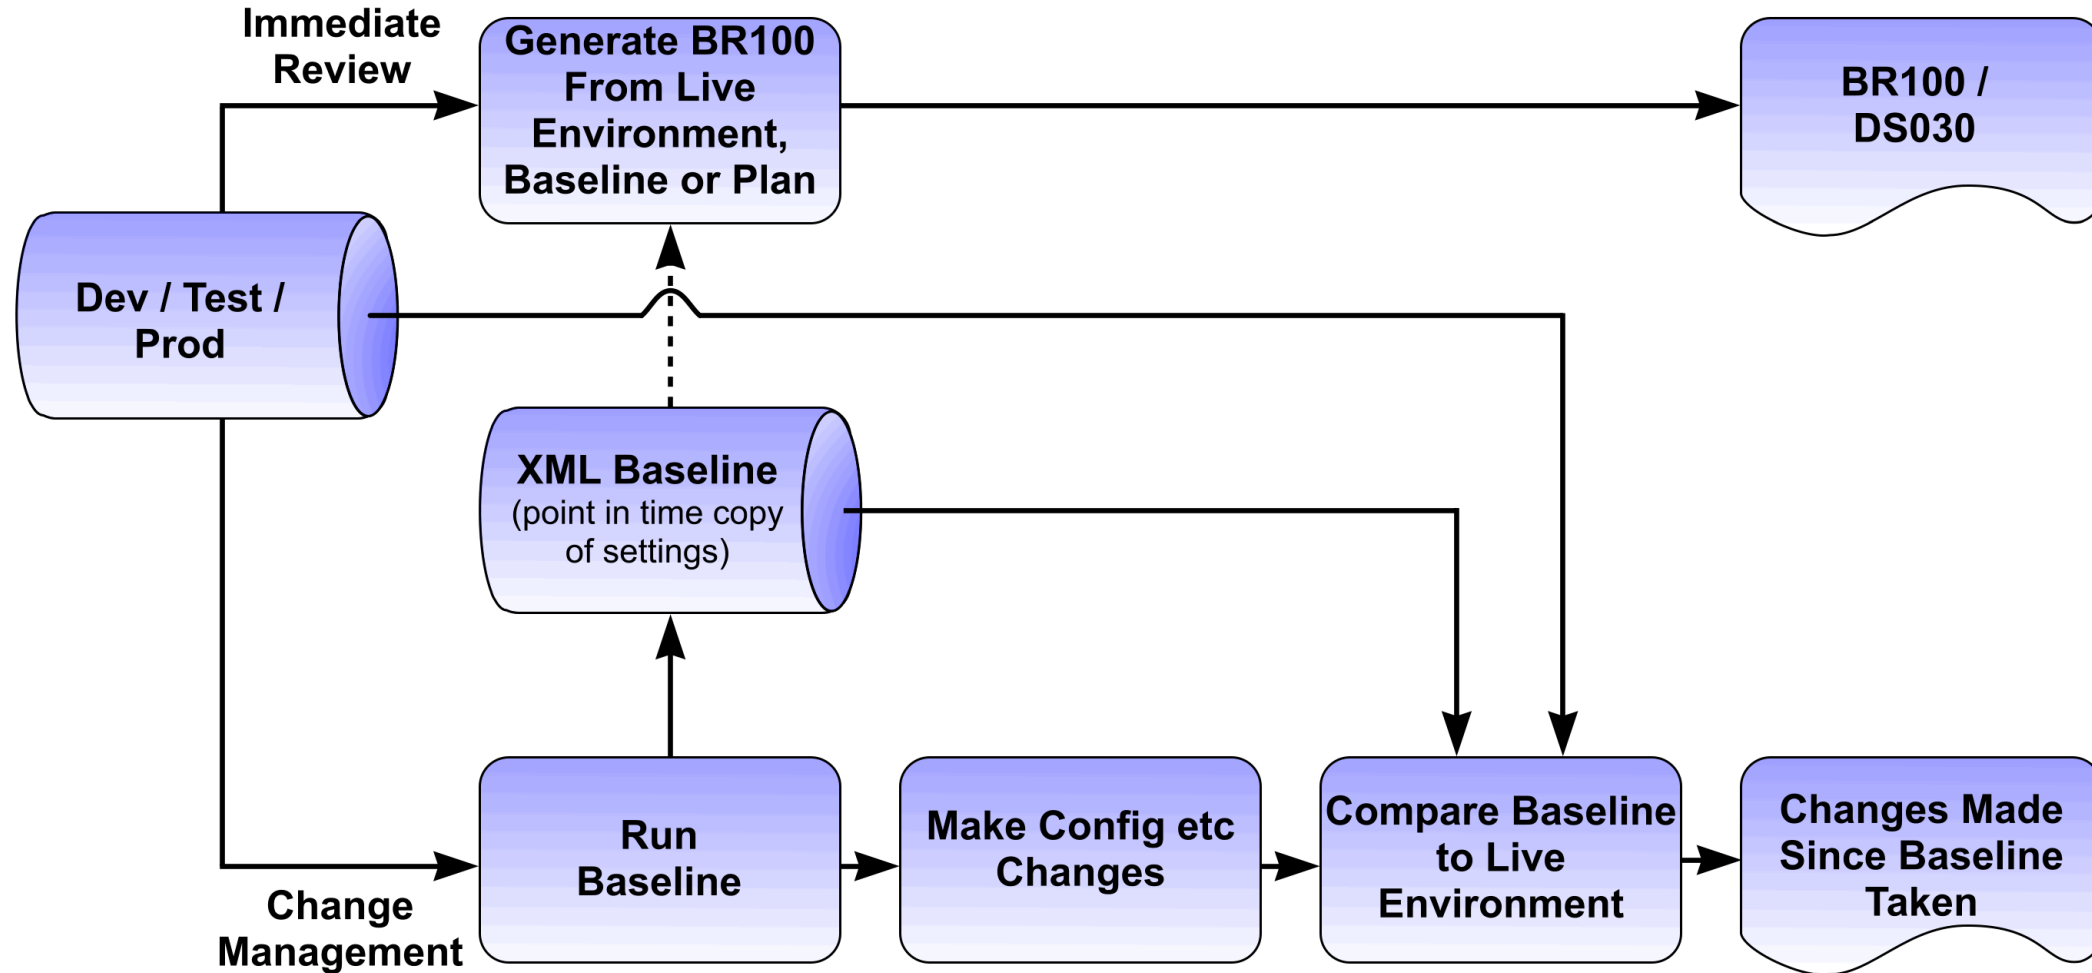 Immediate
Review
Generate BR100
From Live
Environment,
Baseline or Plan
BR100 /
DS030
Dev / Test /
Prod
XML Baseline
(point in time copy
of settings)
Run
Baseline
Make Config etc
Changes
Compare Baseline
to Live
Environment
Changes Made
Since Baseline
Taken
Change
Management